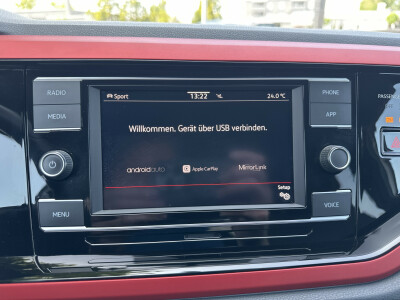 RADIO
MEDIA
MENU
PHONE
APP
VOICE
Sport 13:22 24.0 °C
Willkommen. Gerät über USB verbinden.
androidauto Apple CarPlay MirrorLink
Setup